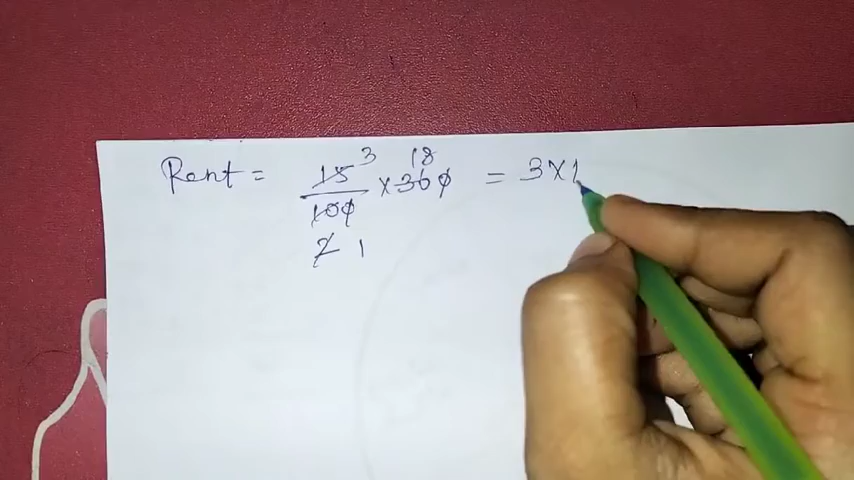 Rent = 15/100 3 × 360 18 = 3×1
2 1